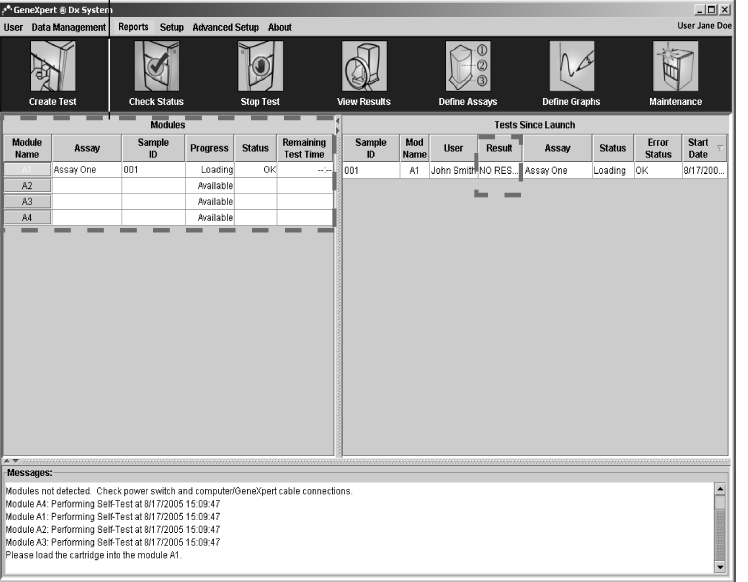 GeneXpert ® Dx System
User Data Management Reports Setup Advanced Setup About User Jane Doe
Create Test Check Status Stop Test View Results Define Assays Define Graphs Maintenance
1
2
3
Modules
Module Name Assay Sample ID Progress Status Remaining Test Time
A1 Assay One 001 Loading OK --:--
A2 Available
A3 Available
A4 Available
Tests Since Launch
Sample ID Mod Name User Result Assay Status Error Status Start Date
001 A1 John Smith NO RES... Assay One Loading OK 8/17/200...
Messages:
Modules not detected. Check power switch and computer/GeneXpert cable connections.
Module A4: Performing Self-Test at 8/17/2005 15:09:47
Module A1: Performing Self-Test at 8/17/2005 15:09:47
Module A2: Performing Self-Test at 8/17/2005 15:09:47
Module A3: Performing Self-Test at 8/17/2005 15:09:47
Please load the cartridge into the module A1.